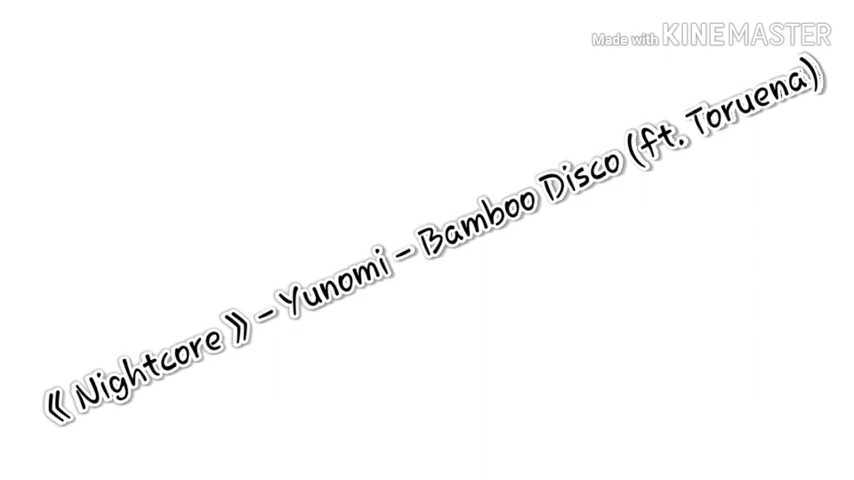 Made with KINEMASTER
《 Nightcore 》 - Yunomi - Bamboo Disco (ft. Toruena)